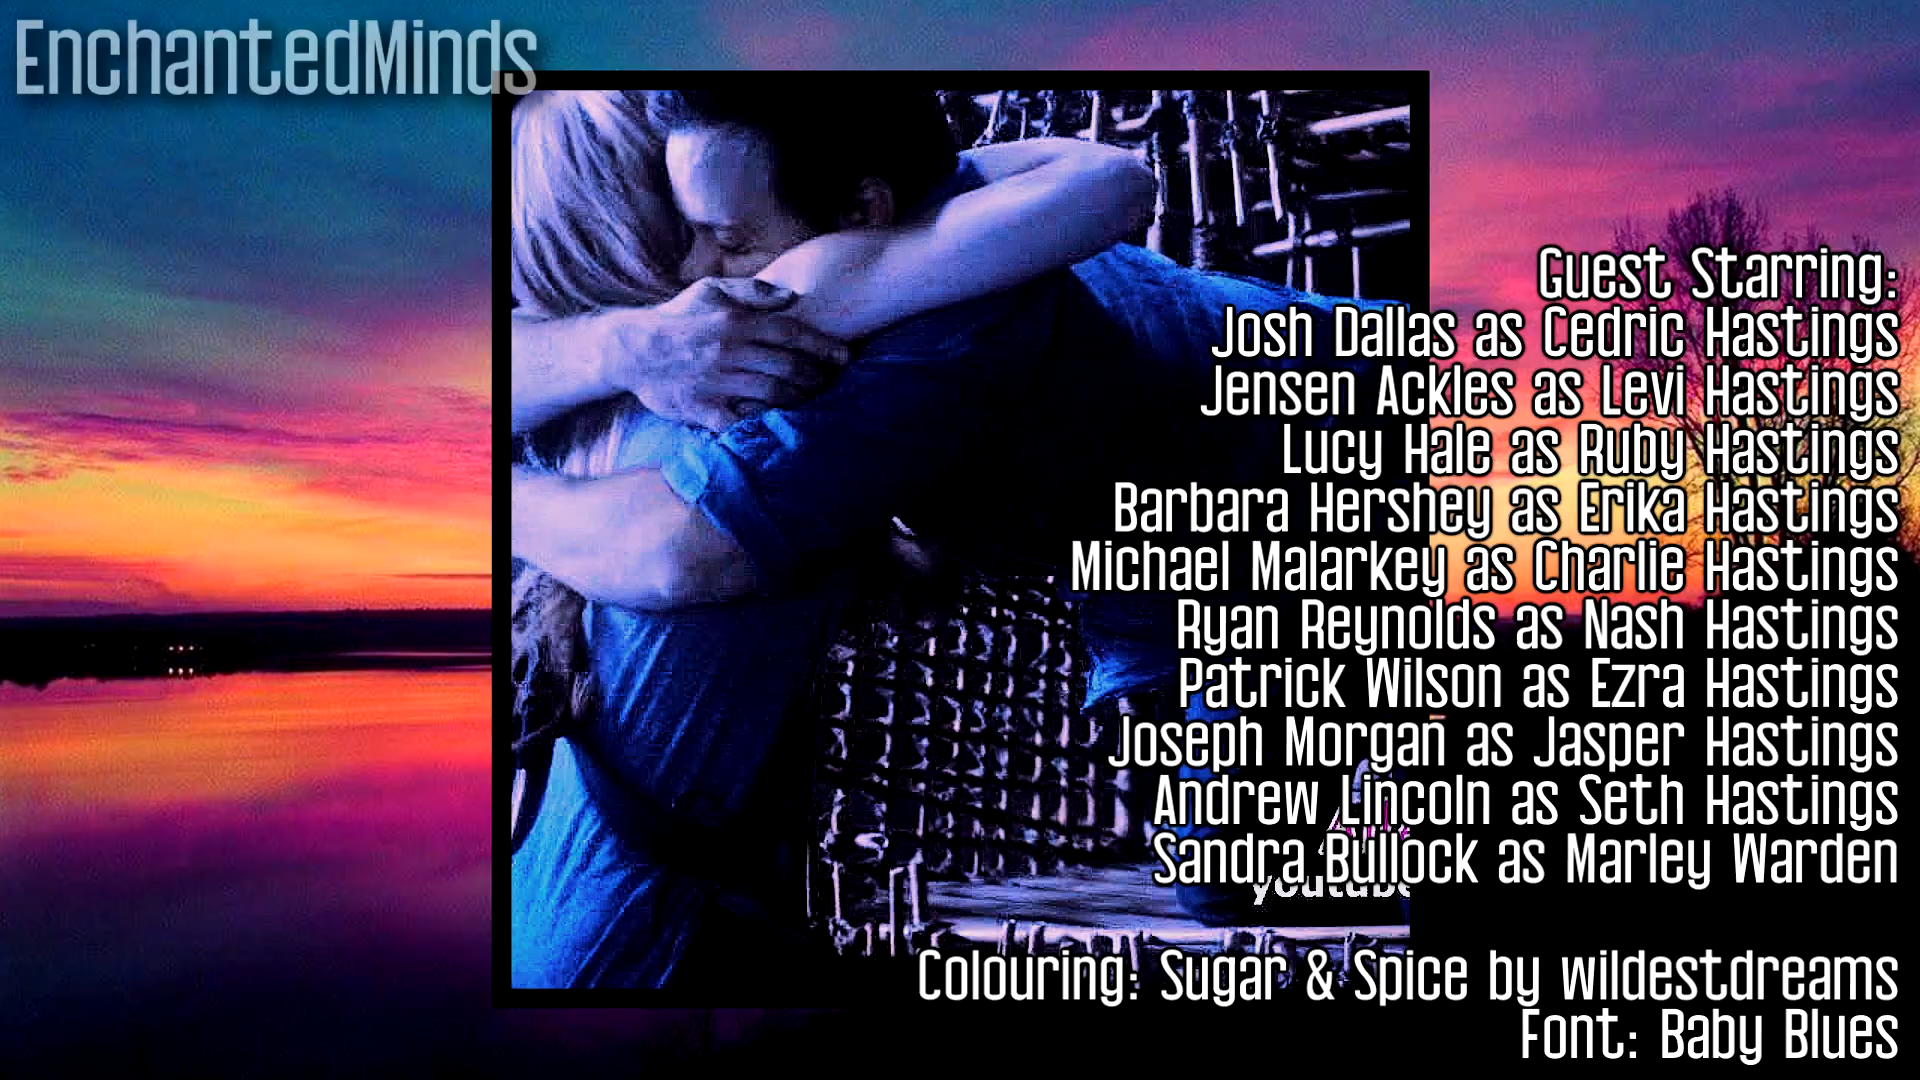 EnchantedMinds
Guest Starring:
Josh Dallas as Cedric Hastings
Jensen Ackles as Levi Hastings
Lucy Hale as Ruby Hastings
Barbara Hershey as Erika Hastings
Michael Malarkey as Charlie Hastings
Ryan Reynolds as Nash Hastings
Patrick Wilson as Ezra Hastings
Joseph Morgan as Jasper Hastings
Andrew Lincoln as Seth Hastings
Sandra Bullock as Marley Warden
Colouring: Sugar & Spice by wildestdreams
Font: Baby Blues